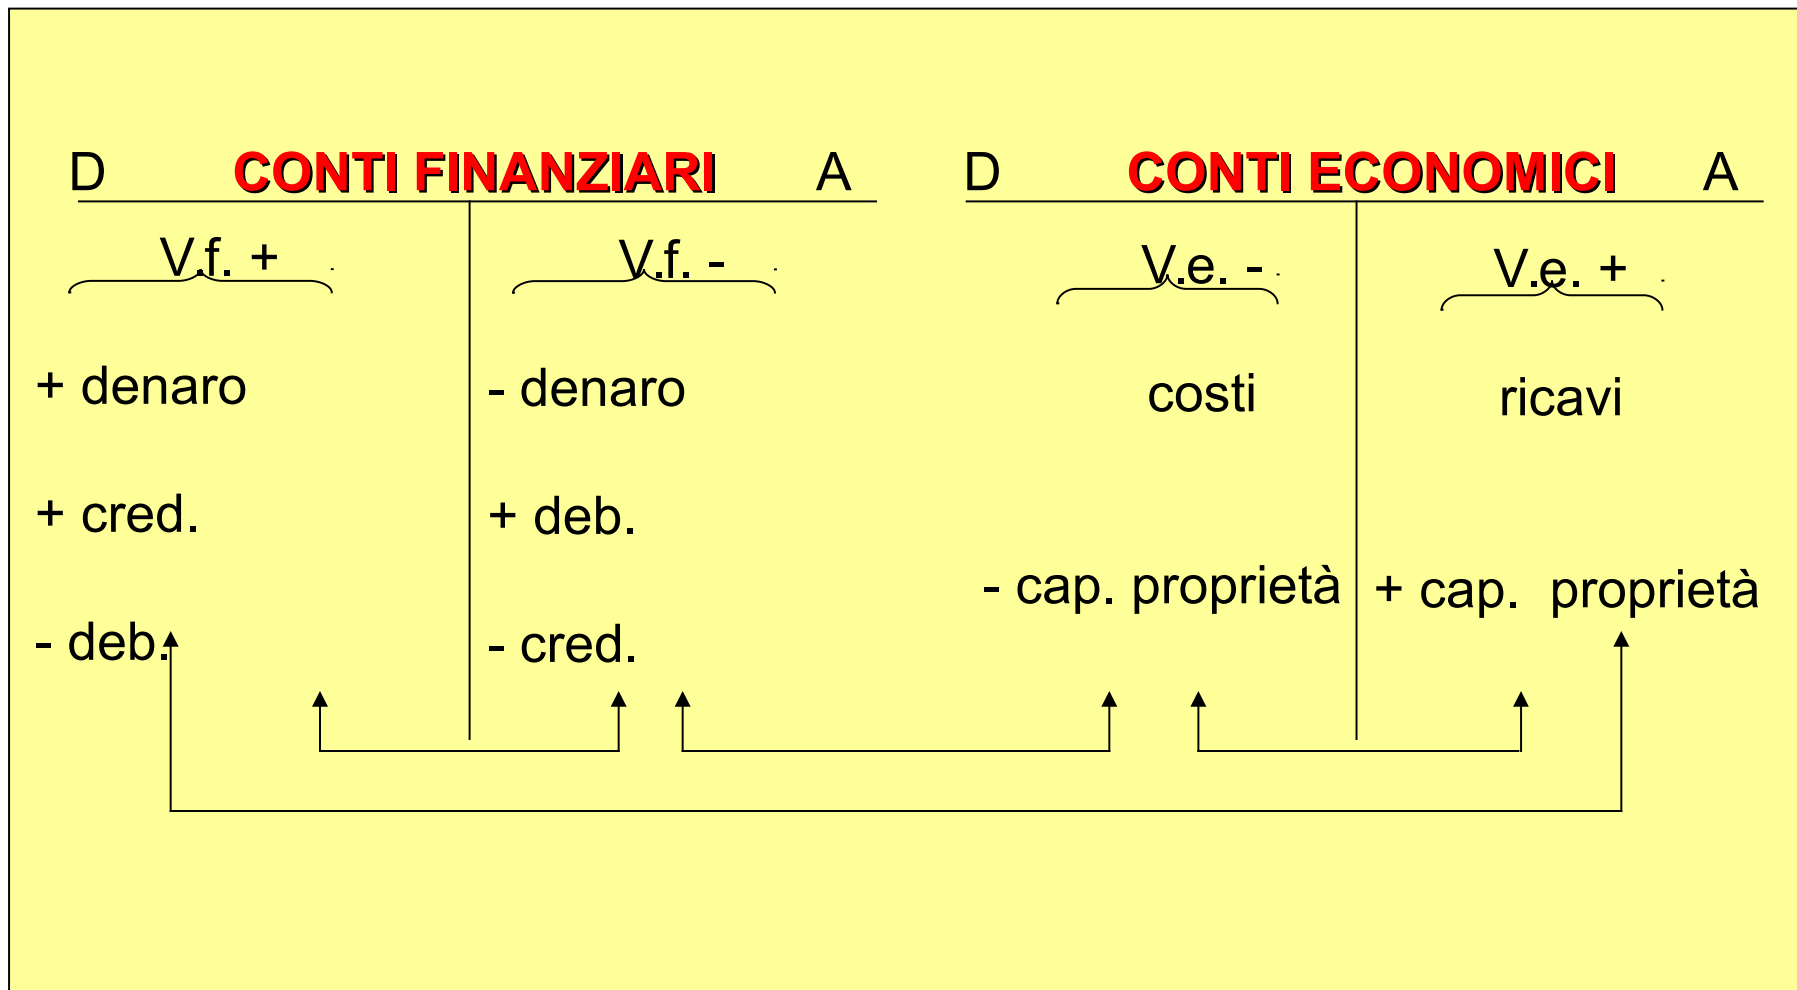 D CONTI FINANZIARI A
V.f. + V.f. -
+ denaro - denaro
+ cred. + deb.
- deb. - cred.
D CONTI ECONOMICI A
V.e. - V.e. +
costi ricavi
- cap. proprietà + cap. proprietà